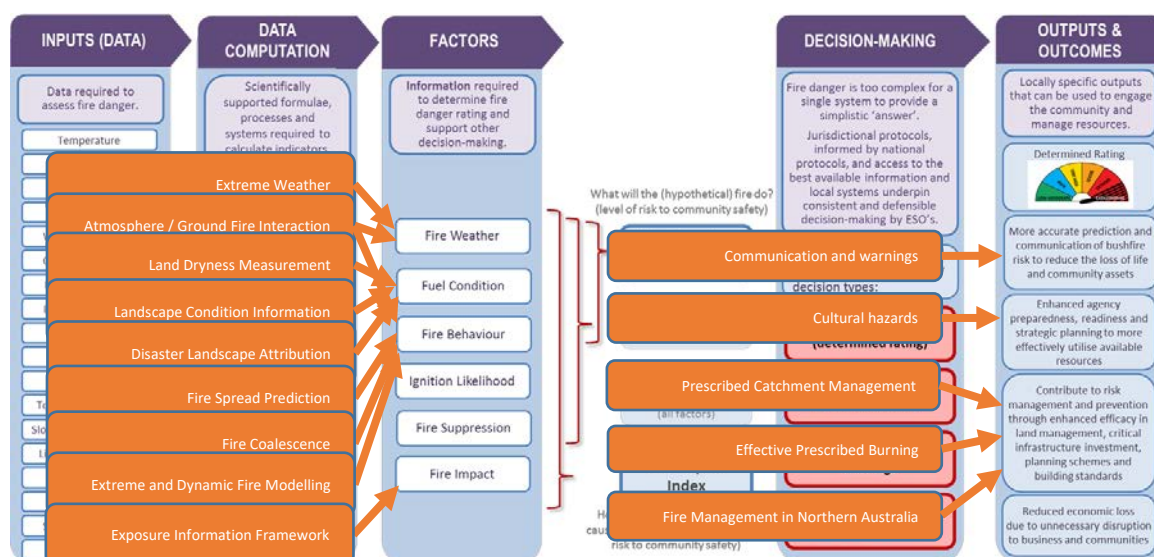 INPUTS (DATA)
Data required to
assess fire danger.
Temperature
DATA
COMPUTATION
Scientifically
supported formulae,
processes and
systems required to
calculate indicators
Extreme Weather
Atmosphere / Ground Fire Interaction
Land Dryness Measurement
Landscape Condition Information
Disaster Landscape Attribution
Fire Spread Prediction
Fire Coalescence
Extreme and Dynamic Fire Modelling
Exposure Information Framework
FACTORS
Information required
to determine fire
danger rating and
support other
decision-making.
Fire Weather
Fuel Condition
Fire Behaviour
Ignition Likelihood
Fire Suppression
Fire Impact
What will the (hypothetical) fire do?
(level of risk to community safety)
(all factors)
Index
risk to community safety)
DECISION-MAKING
Fire danger is too complex for a
single system to provide a
simplistic ‘answer’.
Jurisdictional protocols,
informed by national
protocols, and access to the
best available information and
local systems underpin
consistent and defensible
decision-making by ESO’s.
decision types:
(determined rating)
Communication and warnings
Cultural hazards
Prescribed Catchment Management
Effective Prescribed Burning
Fire Management in Northern Australia
OUTPUTS &
OUTCOMES
Locally specific outputs
that can be used to engage
the community and
manage resources.
Determined Rating
More accurate prediction and
communication of bushfire
risk to reduce the loss of life
and community assets
Enhanced agency
preparedness, readiness and
strategic planning to more
effectively utilise available
resources
Contribute to risk
management and prevention
through enhanced efficacy in
land management, critical
infrastructure investment,
planning schemes and
building standards
Reduced economic loss
due to unnecessary disruption
to business and communities